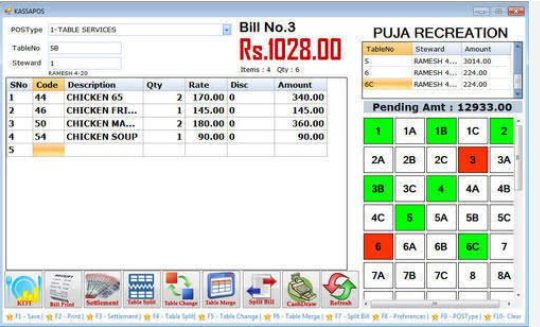 KASSAPOS
POSType 1-TABLE SERVICES
TableNo 5B
Steward 1
RAMESH 4-20
Bill No.3
Rs.1028.00
Items : 4 Qty : 6
PUJA RECREATION
TableNo Steward Amount
5 RAMESH 4... 3014.00
6 RAMESH 4... 224.00
6C RAMESH 4... 224.00
Pending Amt : 12933.00
SNo Code Description Qty Rate Disc Amount
1 44 CHICKEN 65 2 170.00 0 340.00
2 46 CHICKEN FRI... 1 145.00 0 145.00
3 50 CHICKEN MA... 2 180.00 0 360.00
4 54 CHICKEN SOUP 1 90.00 0 90.00
5
1 1A 1B 1C 2
2A 2B 2C 3 3A
3B 3C 4 4A 4B
4C 5 5A 5B 5C
6 6A 6B 6C 7
7A 7B 7C 8 8A
KOT Bill Print Settlement Table Split Table Change Table Merge Split Bill CashDraw Refresh
F1 - Save | F2 - Print | F3 - Settlement | F4 - Table Split | F5 - Table Change | F6 - Table Merge | F7 - Split Bill F8 - Preferences | F9 - POSType | F10- Clear